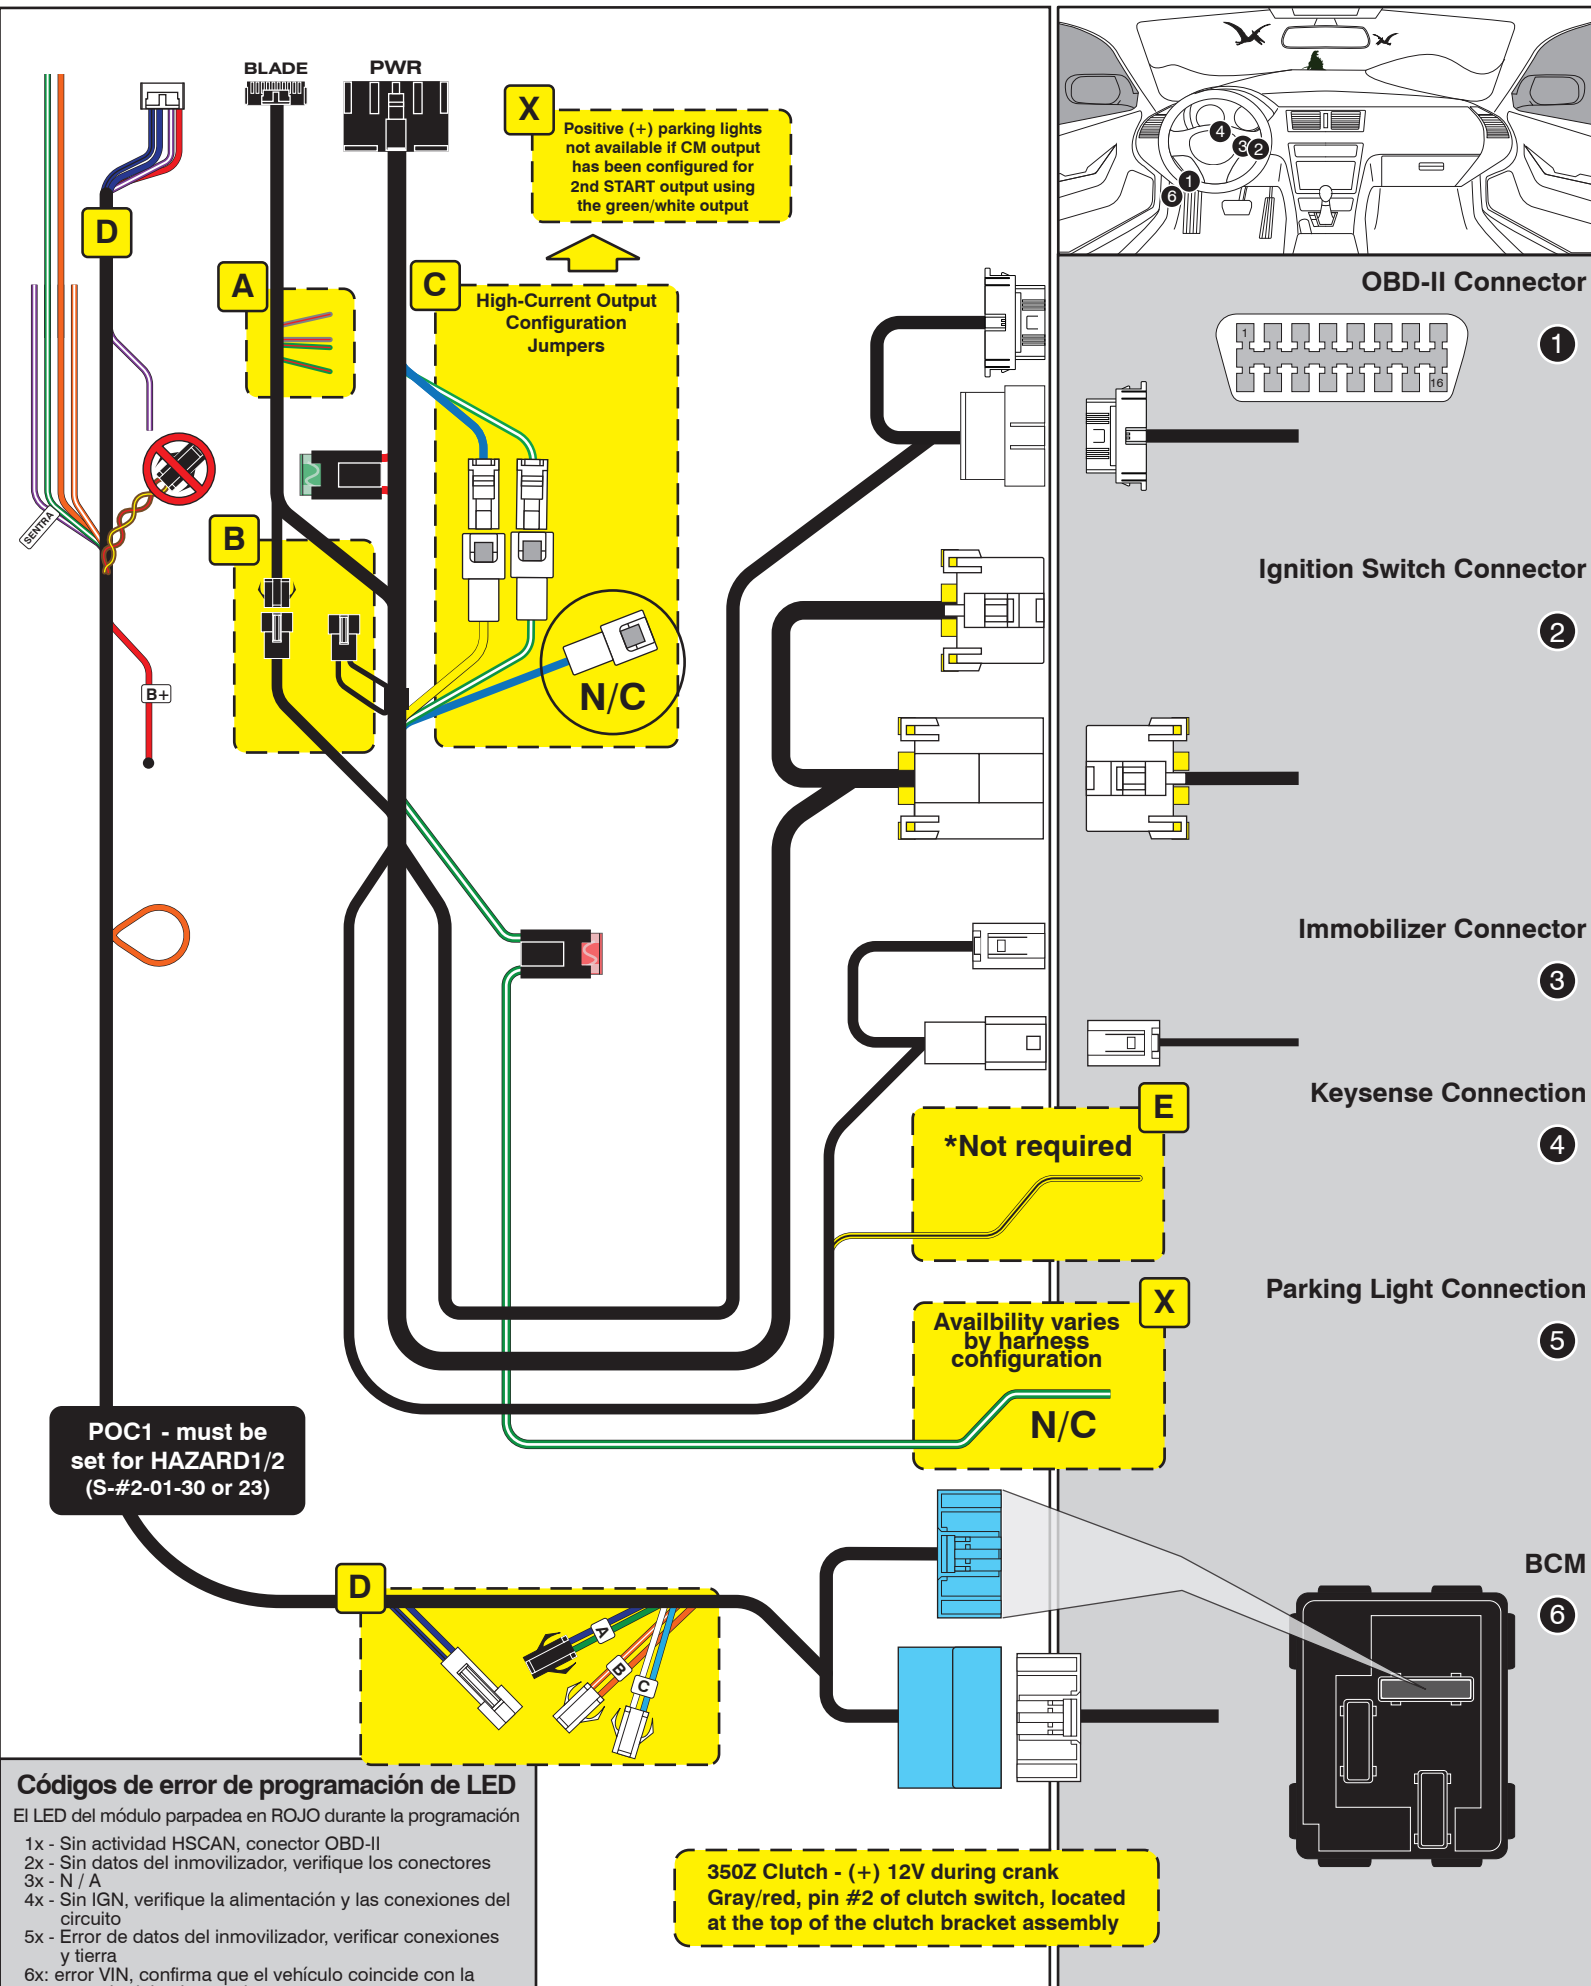 BLADE
PWR
X
Positive (+) parking lights
not available if CM output
has been configured for
2nd START output using
the green/white output
4
3
2
1
6
D
A
C
High-Current Output
Configuration
Jumpers
OBD-II Connector
1
1
16
SENTRA
B
B+
N/C
Ignition Switch Connector
2
Immobilizer Connector
3
Keysense Connection
4
E
*Not required
Parking Light Connection
5
X
Availbility varies
by harness
configuration
N/C
POC1 - must be
set for HAZARD1/2
(S-#2-01-30 or 23)
BCM
6
D
A
B
C
Códigos de error de programación de LED
El LED del módulo parpadea en ROJO durante la programación
1x - Sin actividad HSCAN, conector OBD-II
2x - Sin datos del inmovilizador, verifique los conectores
3x - N / A
4x - Sin IGN, verifique la alimentación y las conexiones del
circuito
5x - Error de datos del inmovilizador, verificar conexiones
y tierra
6x: error VIN, confirma que el vehículo coincide con la
350Z Clutch - (+) 12V during crank
Gray/red, pin #2 of clutch switch, located
at the top of the clutch bracket assembly